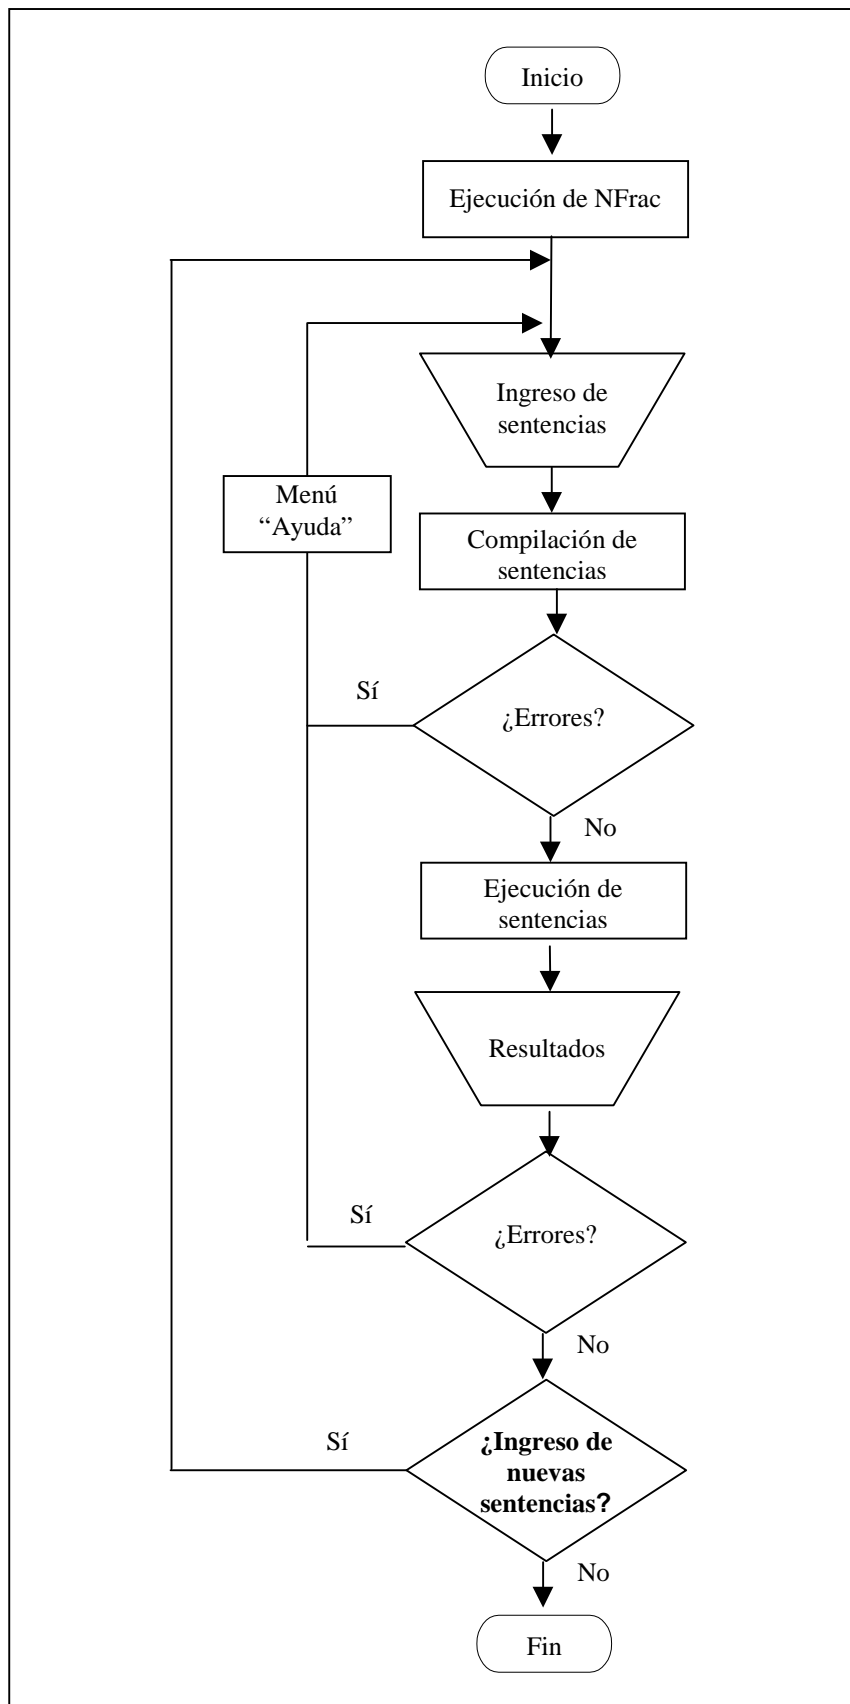 Inicio
Ejecución de NFrac
Ingreso de
sentencias
Menú
“Ayuda”
Compilación de
sentencias
Sí
¿Errores?
No
Ejecución de
sentencias
Resultados
Sí
¿Errores?
No
Sí
¿Ingreso de
nuevas
sentencias?
No
Fin